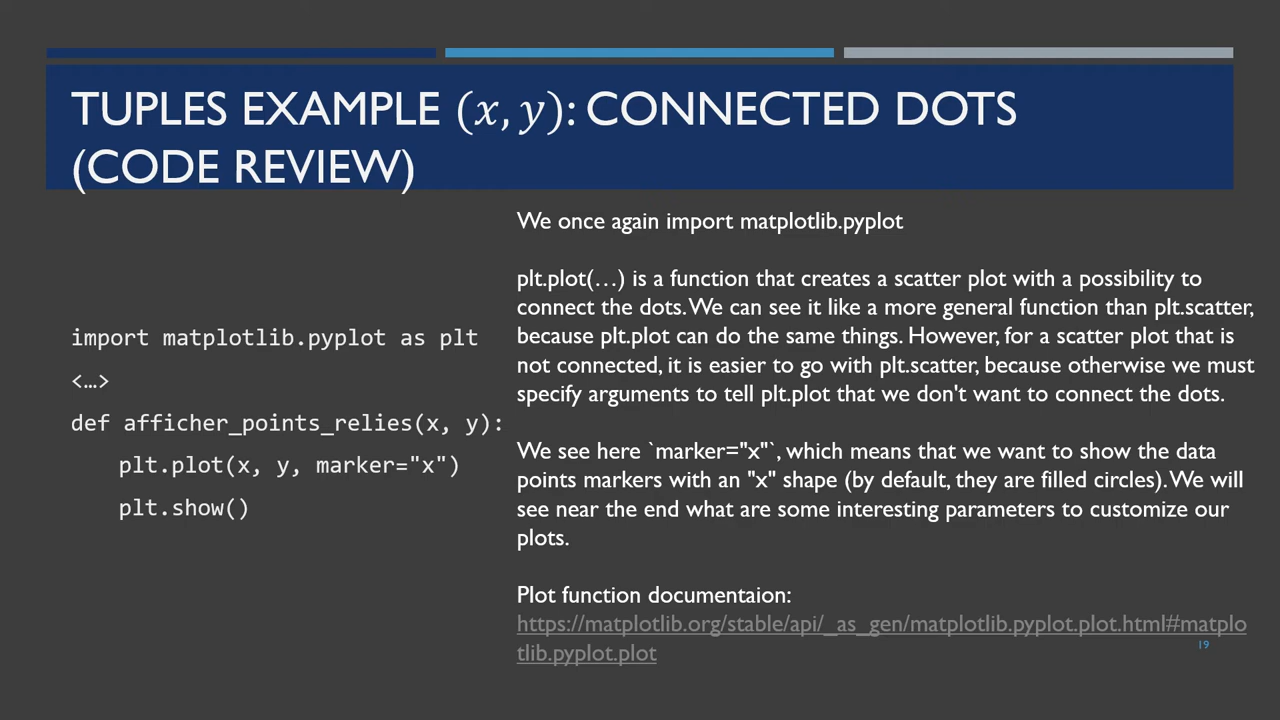 TUPLES EXAMPLE (x, y): CONNECTED DOTS
(CODE REVIEW)
import matplotlib.pyplot as plt
<…>
def afficher_points_relies(x, y):
plt.plot(x, y, marker="x")
plt.show()
We once again import matplotlib.pyplot
plt.plot(…) is a function that creates a scatter plot with a possibility to
connect the dots. We can see it like a more general function than plt.scatter,
because plt.plot can do the same things. However, for a scatter plot that is
not connected, it is easier to go with plt.scatter, because otherwise we must
specify arguments to tell plt.plot that we don't want to connect the dots.
We see here `marker="x"`, which means that we want to show the data
points markers with an "x" shape (by default, they are filled circles). We will
see near the end what are some interesting parameters to customize our
plots.
Plot function documentaion:
https://matplotlib.org/stable/api/_as_gen/matplotlib.pyplot.plot.html#matplo
tlib.pyplot.plot
19